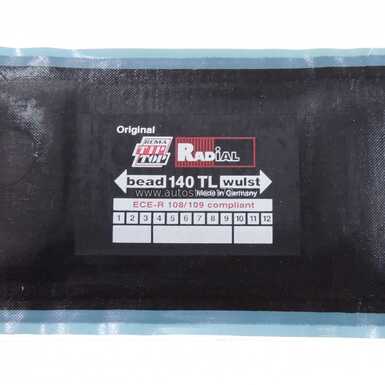 Original
REMA
TIP
TOP
RADiAL
bead 140 TL wulst
Made in Germany
ECE-R 108/109 compliant
1 2 3 4 5 6 7 8 9 10 11 12